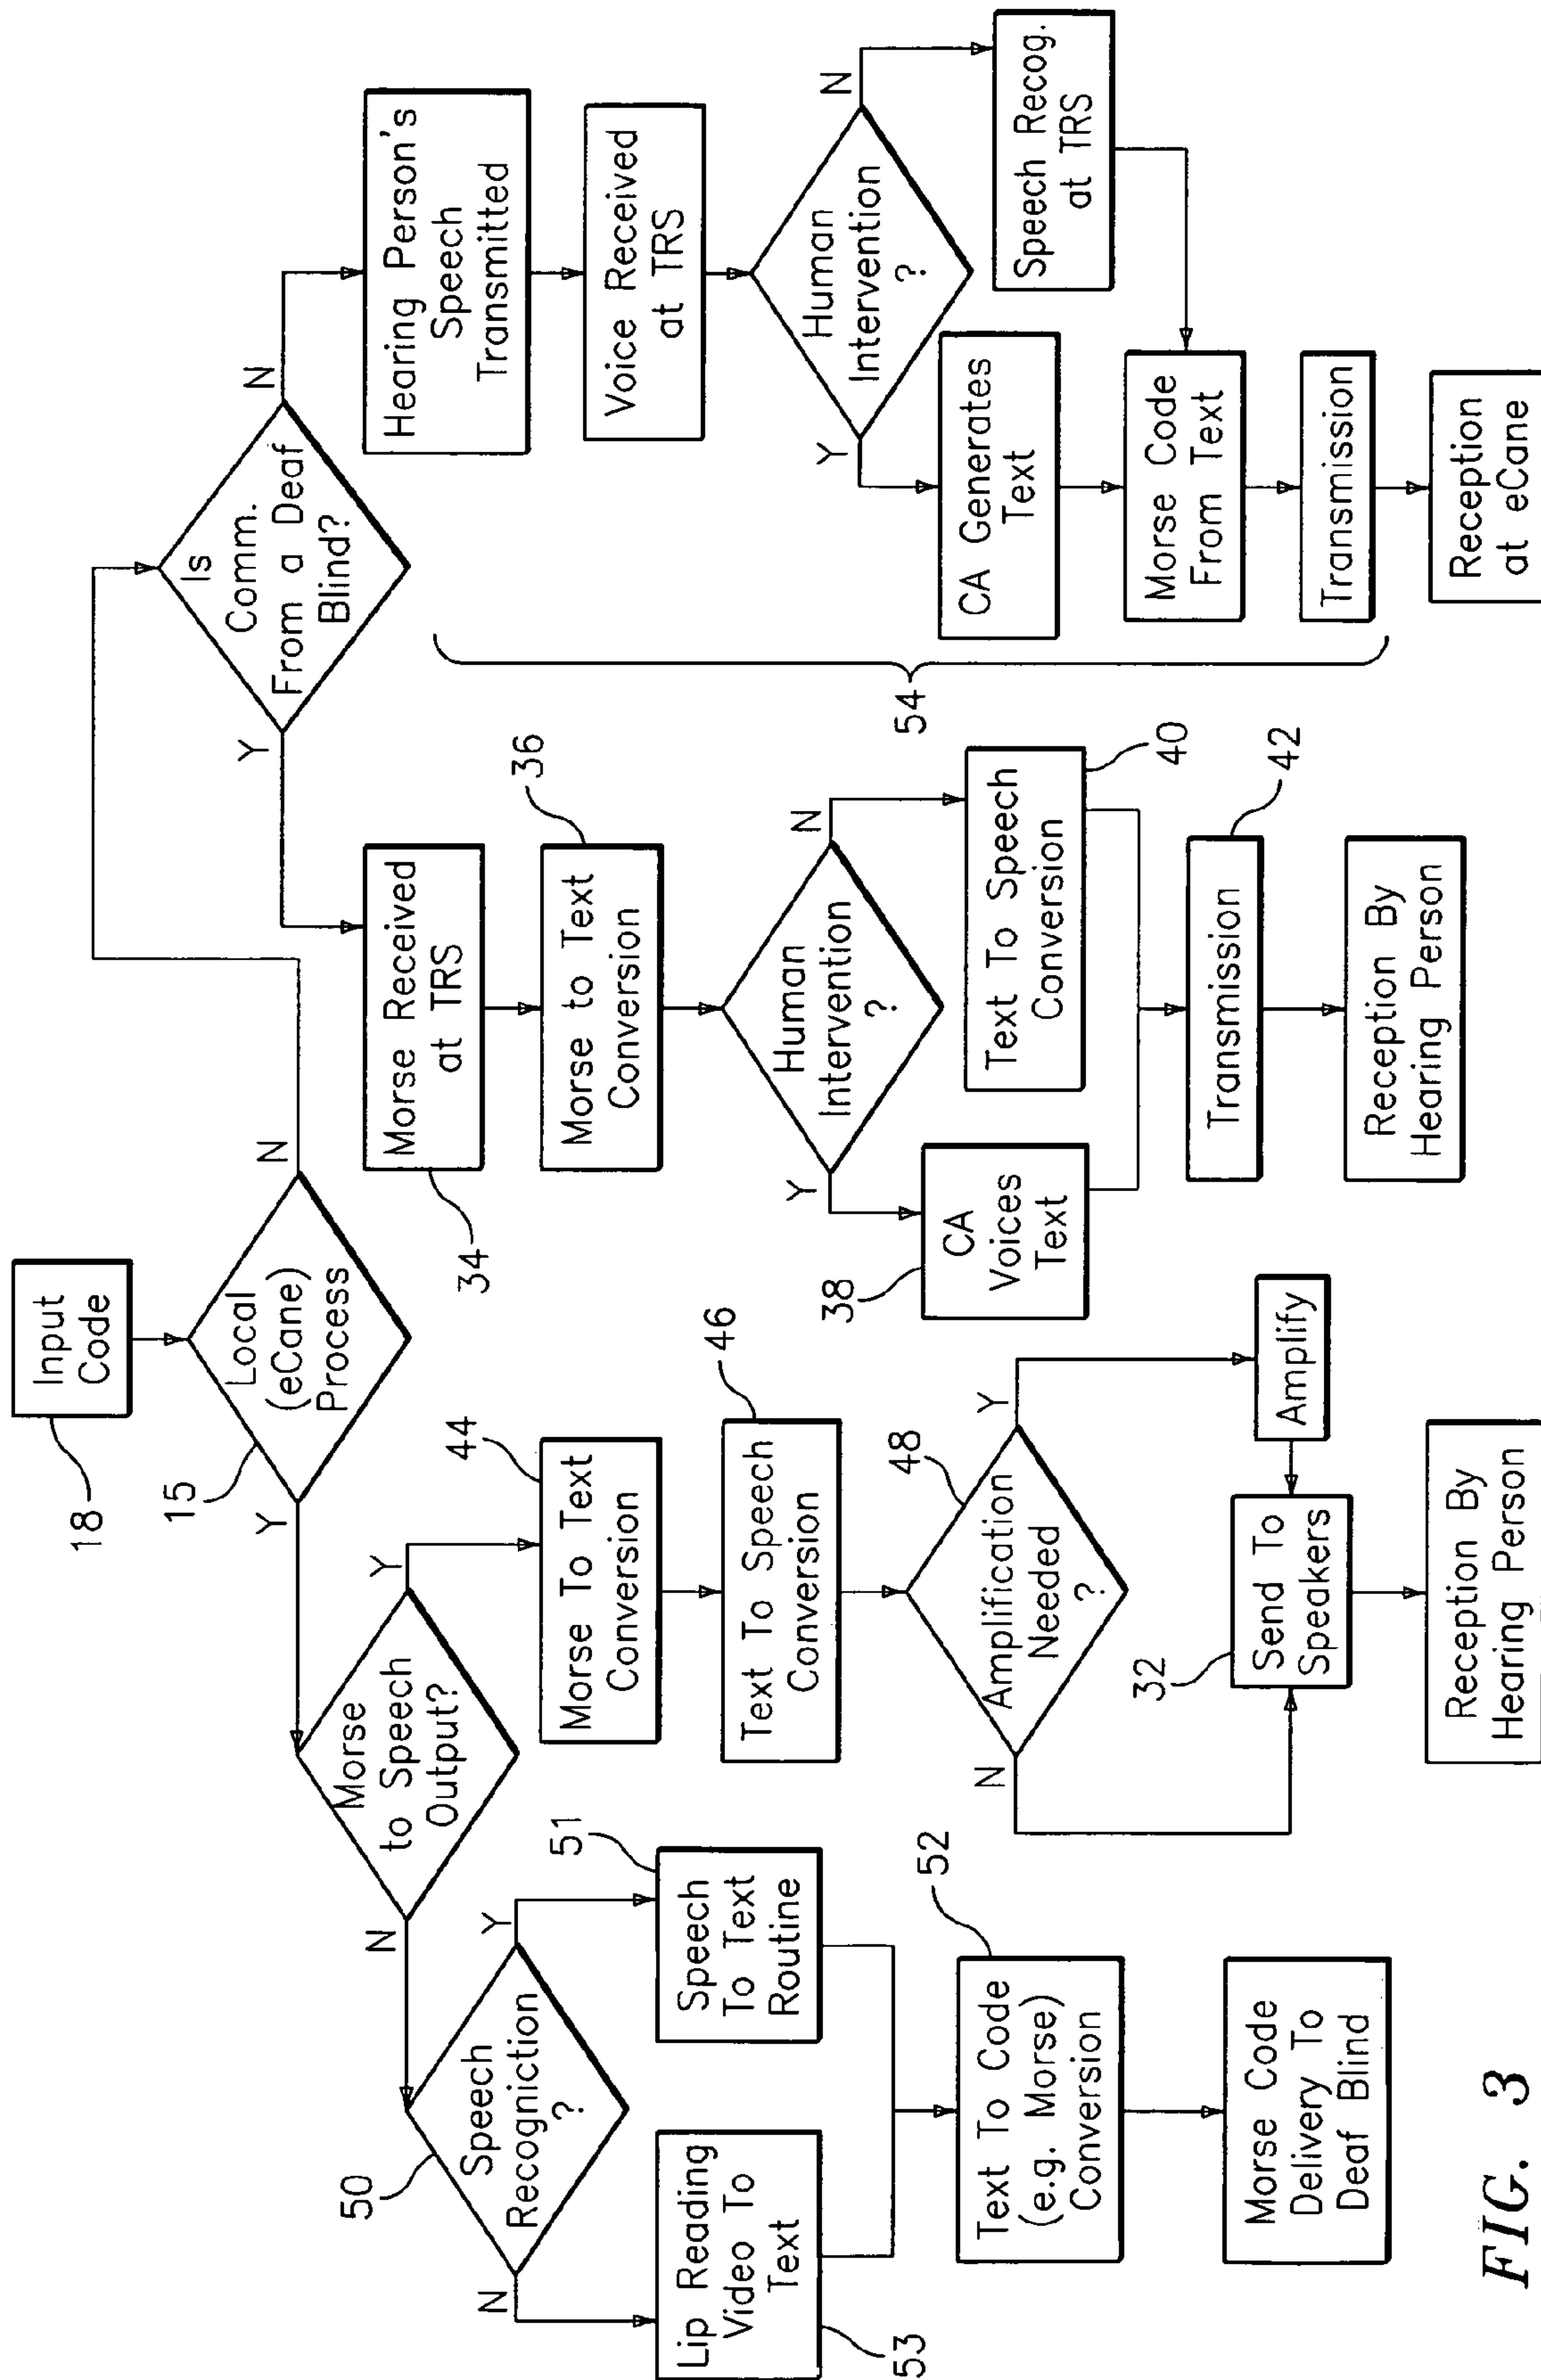 Input
Code
18
Local
(eCane)
Process
15
Y
N
Morse
to Speech
Output?
N
Y
Speech
Recogniction
?
50
N
Y
Lip Reading
Video To
Text
53
Speech
To Text
Routine
51
Text To Code
(e.g. Morse)
Conversion
52
Morse Code
Delivery To
Deaf Blind
Morse To Text
Conversion
44
Text To Speech
Conversion
46
Amplification
Needed
?
48
N
Y
Amplify
Send To
Speakers
32
Reception By
Hearing Person
Is
Comm.
From a Deaf
Blind?
Y
N
Morse Received
at TRS
34
Morse to Text
Conversion
36
Human
Intervention
?
Y
N
CA
Voices
Text
38
Text To Speech
Conversion
40
Transmission
42
Reception By
Hearing Person
54
Hearing Person's
Speech
Transmitted
Voice Received
at TRS
Human
Intervention
?
Y
N
CA Generates
Text
Speech Recog.
at TRS
Morse Code
From Text
Transmission
Reception
at eCane
FIG. 3